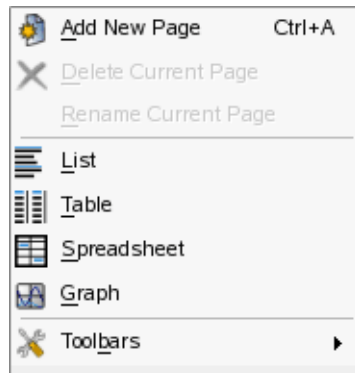 Add New Page Ctrl+A
Delete Current Page
Rename Current Page
List
Table
Spreadsheet
Graph
Toolbars